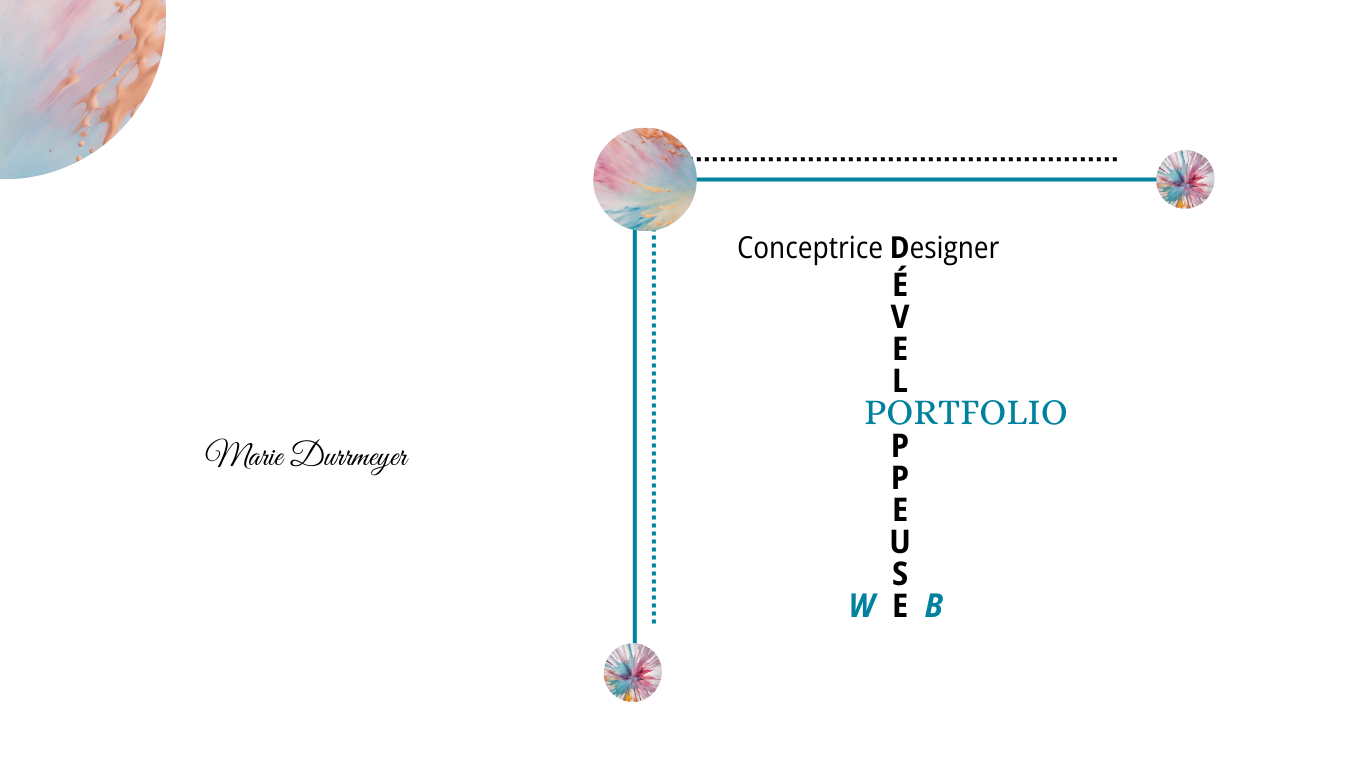 Conceptrice Designer
É
V
E
L
PORTFOLIO
P
P
E
U
S
W E B
Marie Durrmeyer